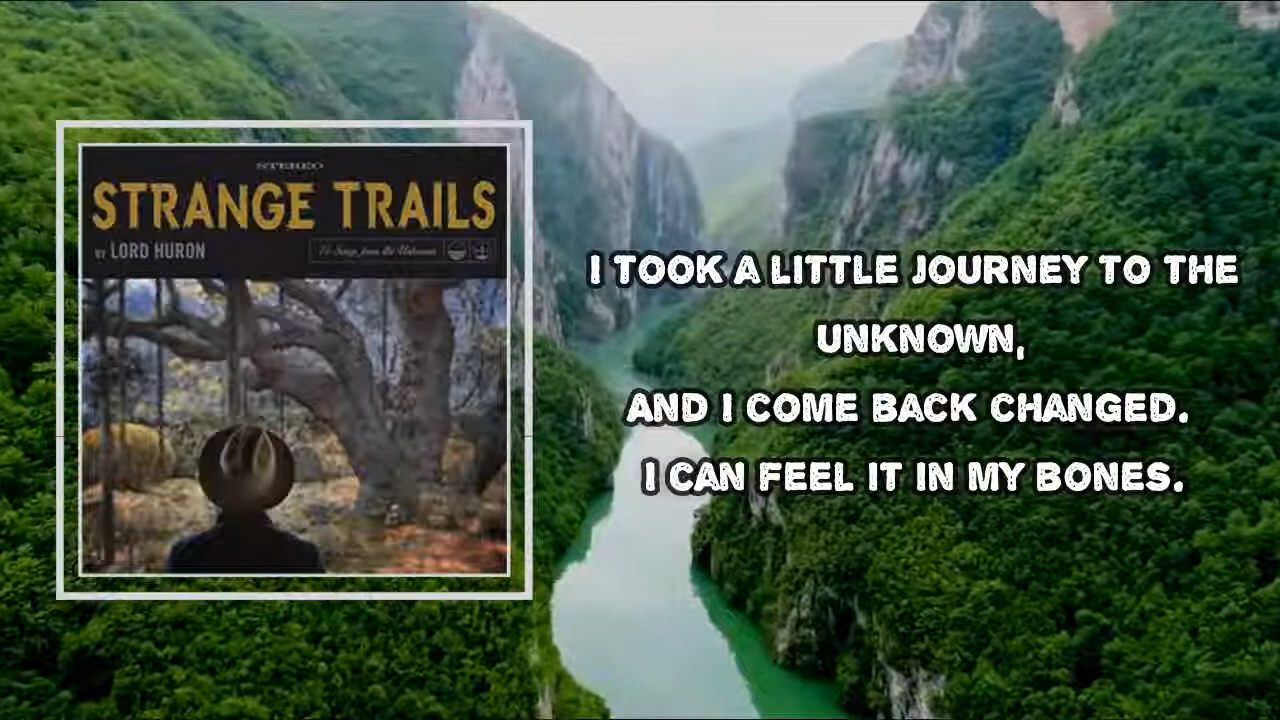 STEREO
STRANGE TRAILS
BY LORD HURON
I TOOK A LITTLE JOURNEY TO THE
UNKNOWN,
AND I COME BACK CHANGED.
I CAN FEEL IT IN MY BONES.